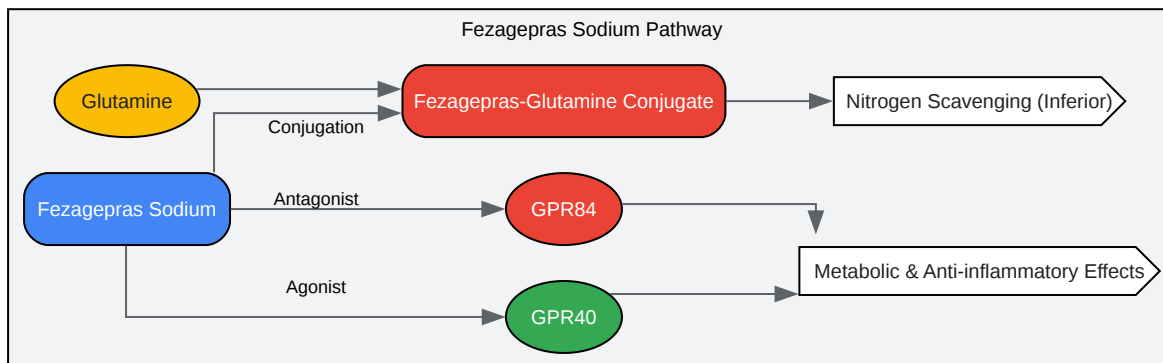 Fezagepras Sodium Pathway
Glutamine
Fezagepras-Glutamine Conjugate
Nitrogen Scavenging (Inferior)
Conjugation
Fezagepras Sodium
Antagonist
GPR84
Metabolic & Anti-inflammatory Effects
Agonist
GPR40